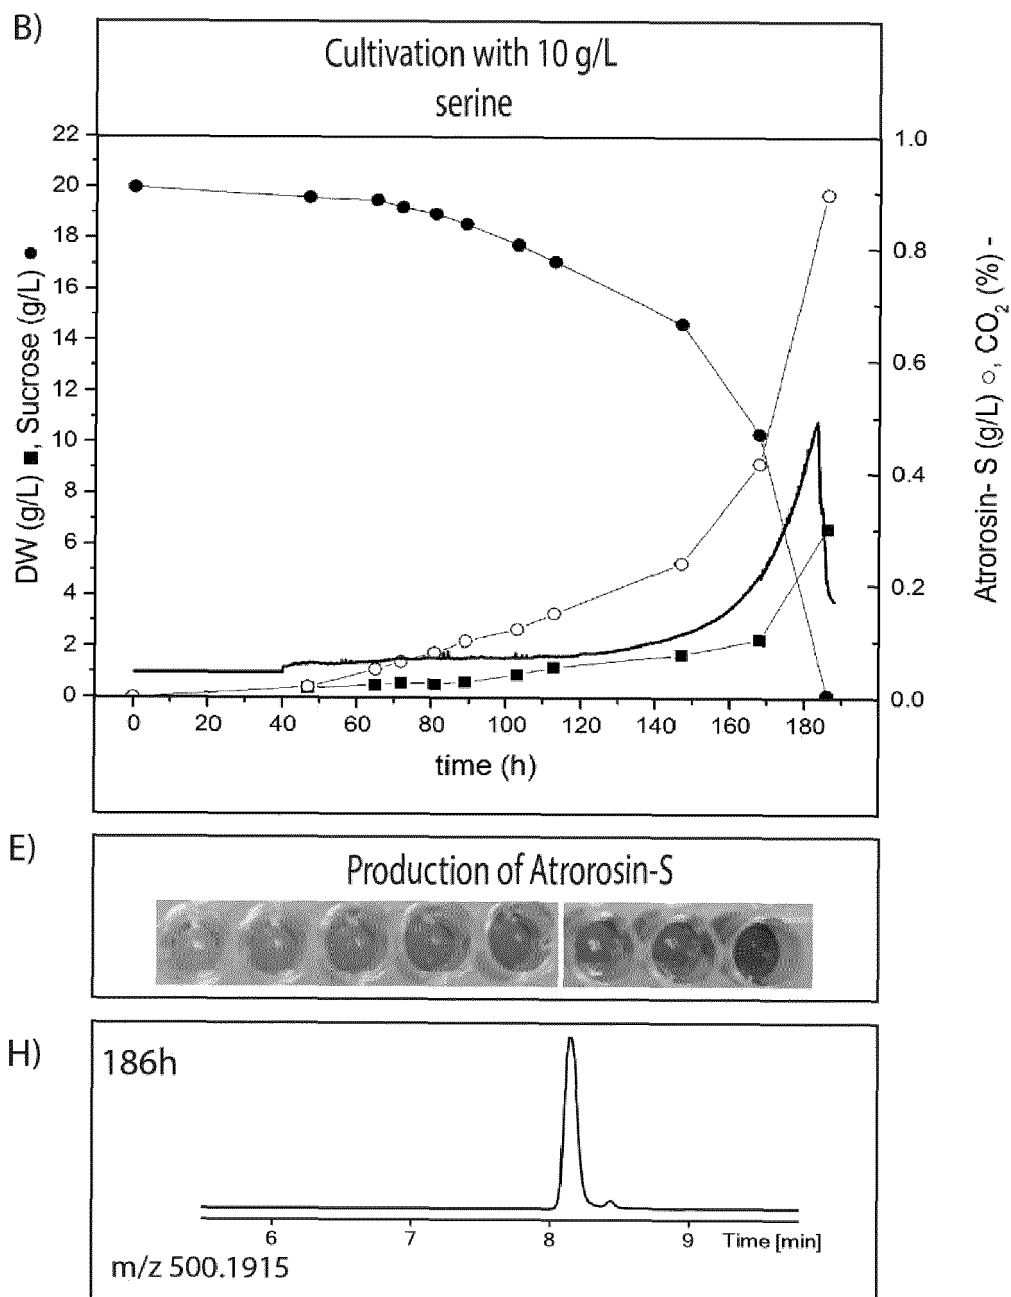 B)
Cultivation with 10 g/L
serine
22
20
18
16
14
12
10
8
6
4
2
0
DW (g/L) ■, Sucrose (g/L) ●
1.0
0.8
0.6
0.4
0.2
0.0
Atrorosin- S (g/L) ○, CO₂ (%) -
0 20 40 60 80 100 120 140 160 180
time (h)
E)
Production of Atrorosin-S
H)
186h
6 7 8 9 Time [min]
m/z 500.1915